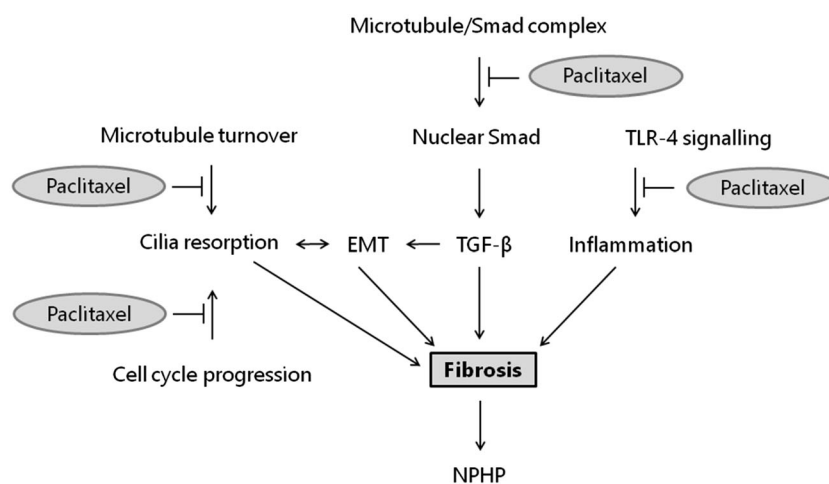 Microtubule/Smad complex
Paclitaxel
Microtubule turnover
Nuclear Smad
TLR-4 signalling
Paclitaxel
Paclitaxel
Cilia resorption
EMT
TGF-β
Inflammation
Paclitaxel
Cell cycle progression
Fibrosis
NPHP